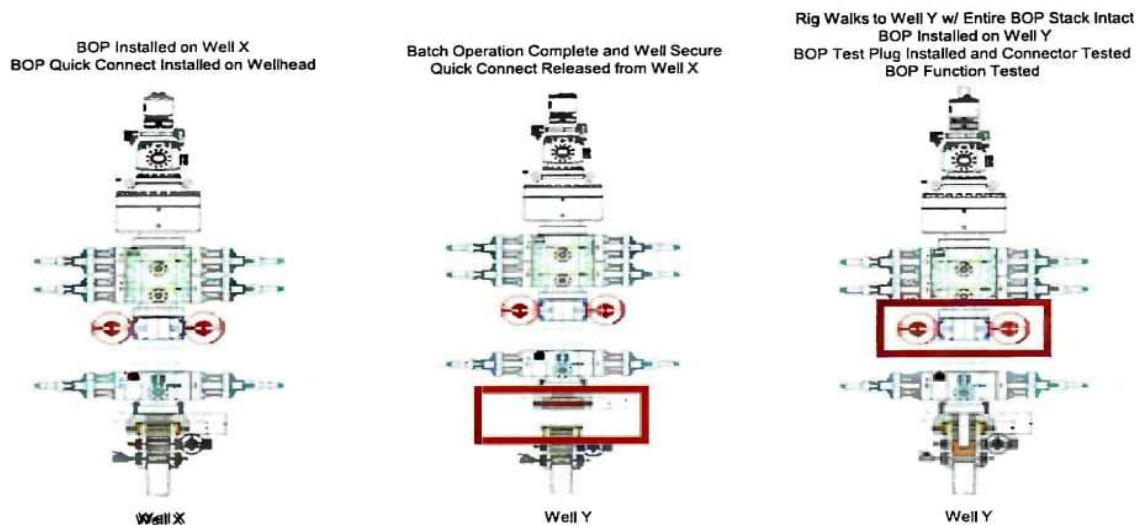 BOP Installed on Well X
BOP Quick Connect Installed on Wellhead
Batch Operation Complete and Well Secure
Quick Connect Released from Well X
Rig Walks to Well Y w/ Entire BOP Stack Intact
BOP Installed on Well Y
BOP Test Plug Installed and Connector Tested
BOP Function Tested
Well X
Well Y
Well Y